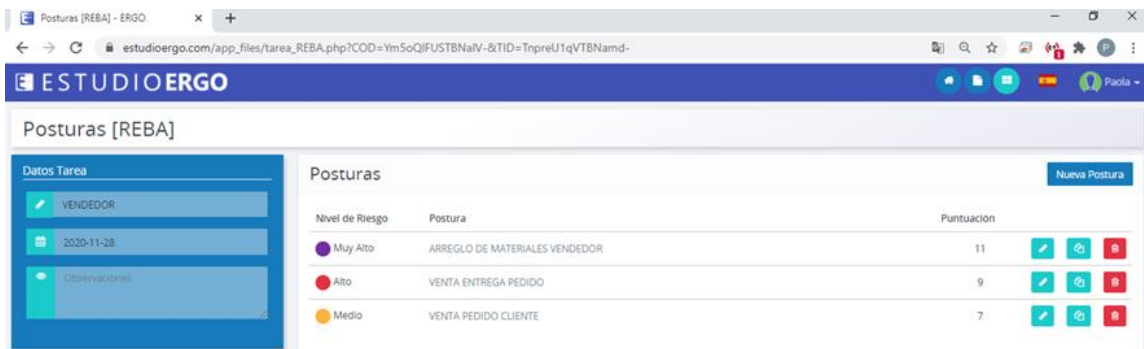 Posturas [REBA] - ERGO
estudioergo.com/app_files/tarea_REBA.php?COD=Ym5oQlFUSTBNalV-&TID=TnpreU1qVTBNamd-
P
ESTUDIOERGO
Paola
Posturas [REBA]
Datos Tarea
VENDEDOR
2020-11-28
Observaciones
Posturas
Nueva Postura
Nivel de Riesgo Postura Puntuación
Muy Alto ARREGLO DE MATERIALES VENDEDOR 11
Alto VENTA ENTREGA PEDIDO 9
Medio VENTA PEDIDO CLIENTE 7